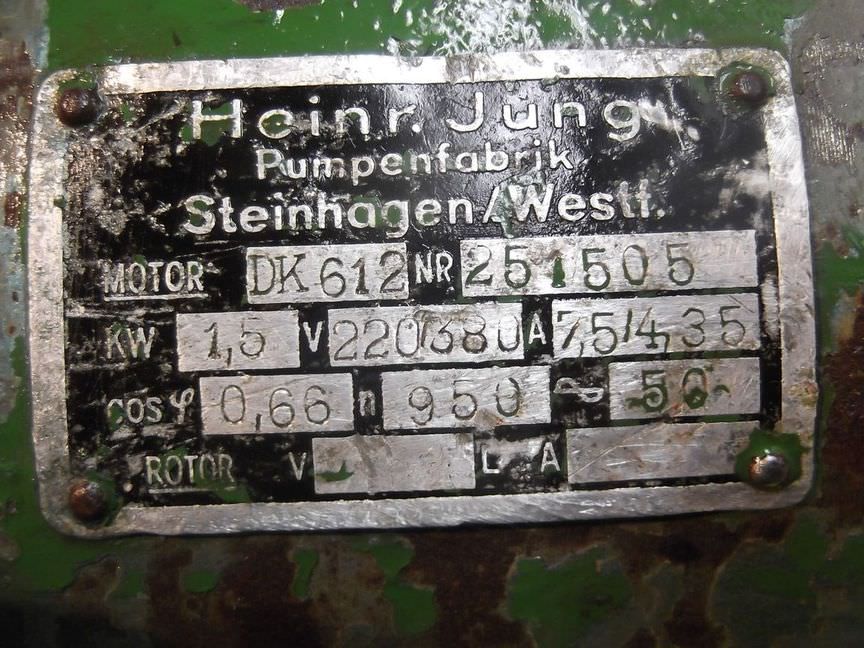 Heinr. Jung
Pumpenfabrik
Steinhagen/Westf.
MOTOR DK 612 NR 251505
KW 1,5 V 220/380 A 7,5/4,35
COS φ 0,66 n 950 50
ROTOR V L A